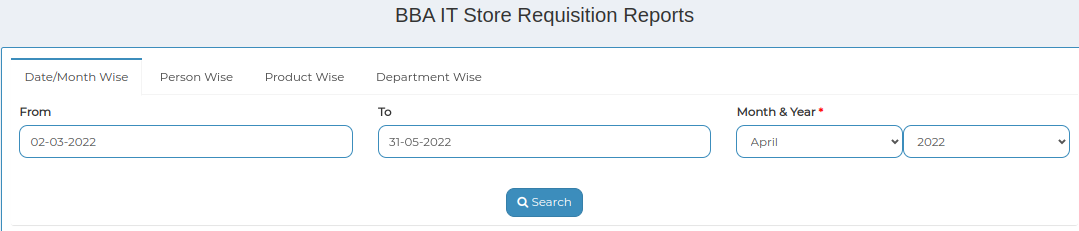 BBA IT Store Requisition Reports
Date/Month Wise Person Wise Product Wise Department Wise
From To Month & Year *
02-03-2022 31-05-2022 April 2022
Search